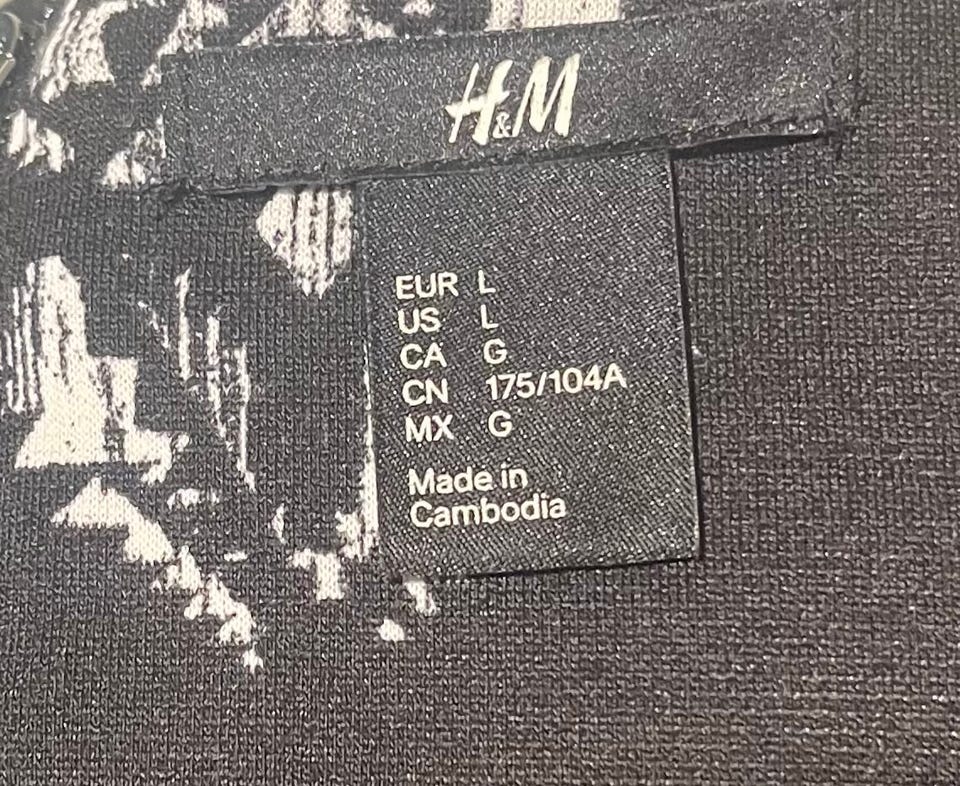 H&M
EUR L
US L
CA G
CN 175/104A
MX G
Made in
Cambodia